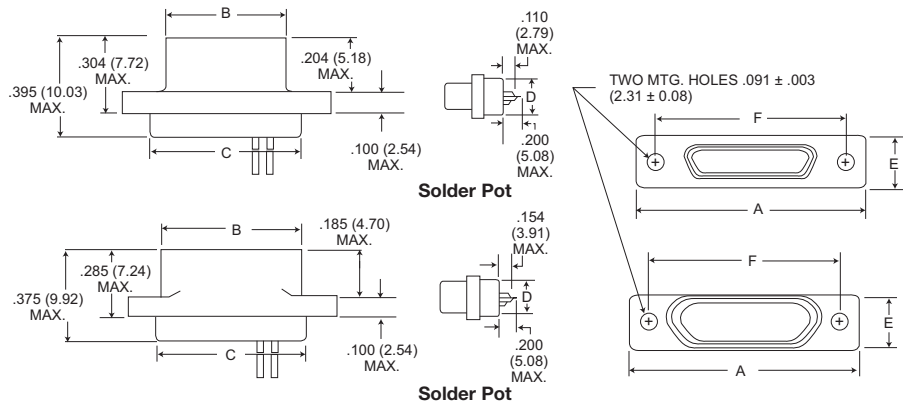 B
.304 (7.72)
MAX.
.395 (10.03)
MAX.
.204 (5.18)
MAX.
.100 (2.54)
MAX.
C
.110
(2.79)
MAX.
D
.200
(5.08)
MAX.
Solder Pot
TWO MTG. HOLES .091 ± .003
(2.31 ± 0.08)
F
E
A
B
.185 (4.70)
MAX.
.285 (7.24)
MAX.
.375 (9.92)
MAX.
.100 (2.54)
MAX.
C
.154
(3.91)
MAX.
D
.200
(5.08)
MAX.
Solder Pot
F
E
A